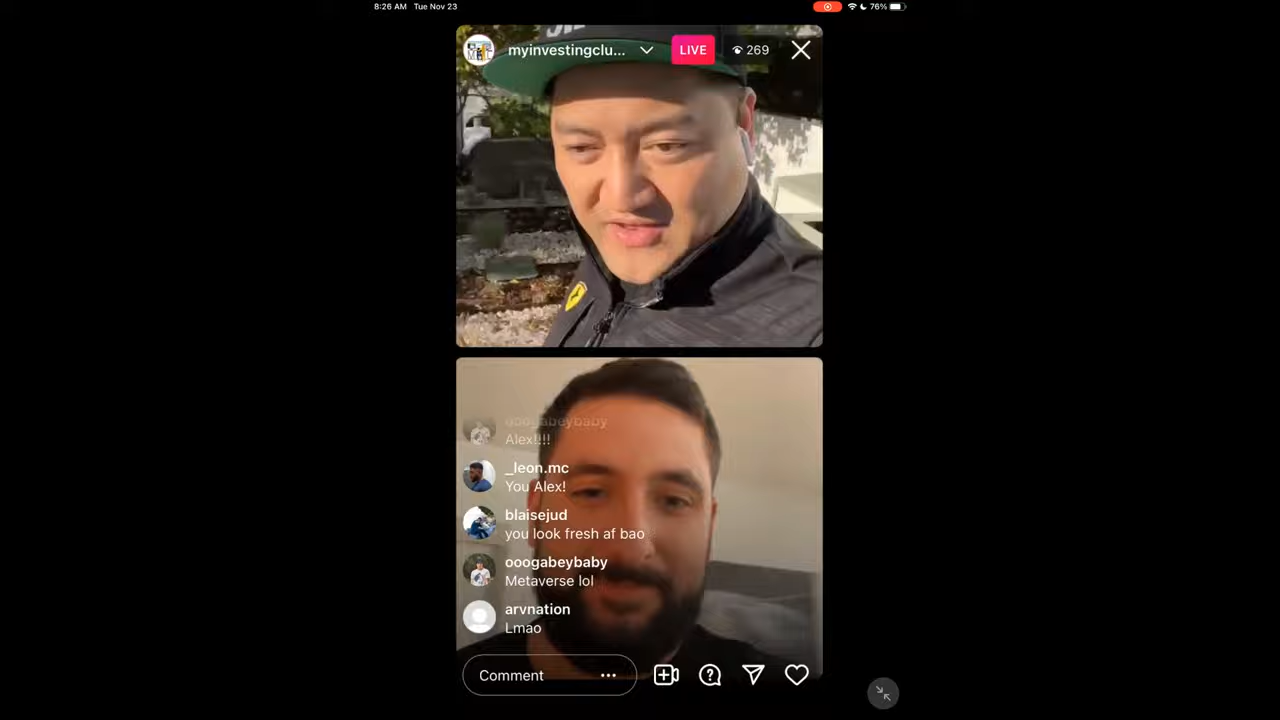 8:26 AM Tue Nov 23
76%
myinvestingclu...
LIVE
269
ooogabeybaby
Alex!!!!
_leon.mc
You Alex!
blaisejud
you look fresh af bao
ooogabeybaby
Metaverse lol
arvnation
Lmao
Comment